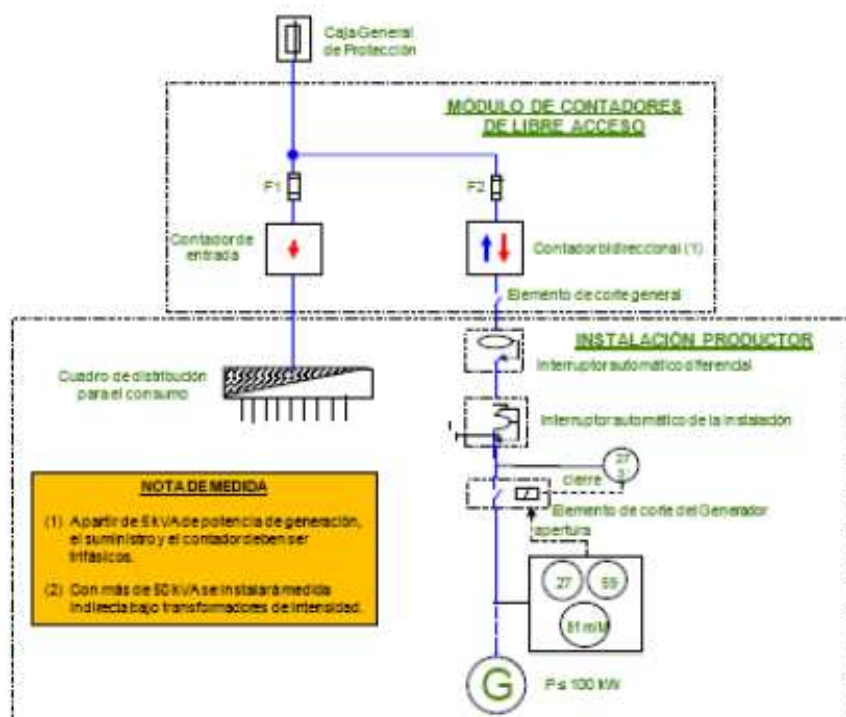 Caja General
de Protección
MÓDULO DE CONTADORES
DE LIBRE ACCESO
F1
F2
Contador de
entrada
Contador bidireccional (1)
Elemento de corte general
INSTALACIÓN PRODUCTOR
Interruptor automático diferencial
Cuadro de distribución
para el consumo
Interruptor automático de la instalación
27
cierre
Elemento de corte del Generador
apertura
NOTA DE MEDIDA
(1) A partir de 5 kVA de potencia de generación,
el suministro y el contador deben ser
trifásicos.
(2) Con más de 50 kVA se instalará medida
indirecta bajo transformadores de intensidad.
27
59
81 m/M
G
P≤ 100 kW